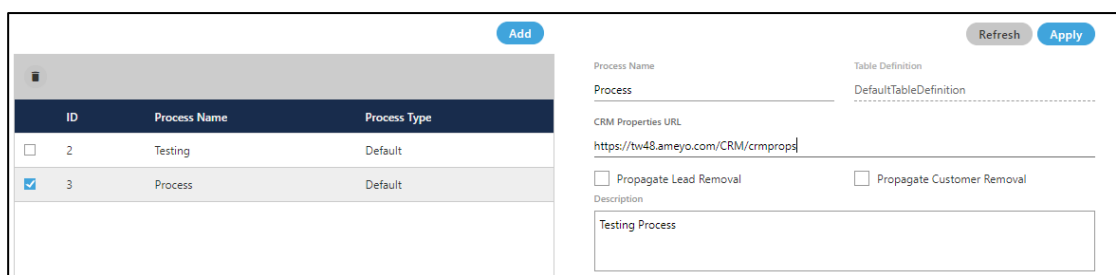 Add
Refresh Apply
Process Name Table Definition
Process DefaultTableDefinition
ID Process Name Process Type
CRM Properties URL
https://tw48.ameyo.com/CRM/crmprops
2 Testing Default
3 Process Default
Propagate Lead Removal Propagate Customer Removal
Description
Testing Process